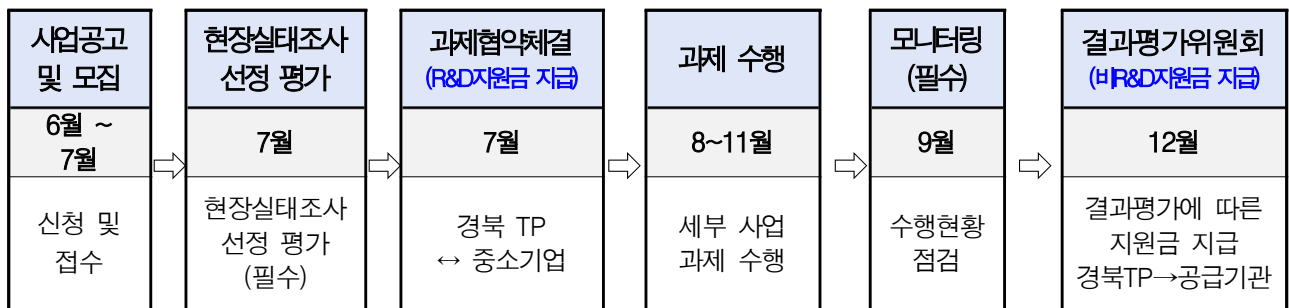 사업공고
및 모집
6월 ~
7월
신청 및
접수
현장실태조사
선정 평가
7월
현장실태조사
선정 평가
(필수)
과제협약체결
(R&D지원금 지급)
7월
경북 TP
↔ 중소기업
과제 수행
8~11월
세부 사업
과제 수행
모니터링
(필수)
9월
수행현황
점검
결과평가위원회
(비R&D지원금 지급)
12월
결과평가에 따른
지원금 지급
경북TP→공급기관